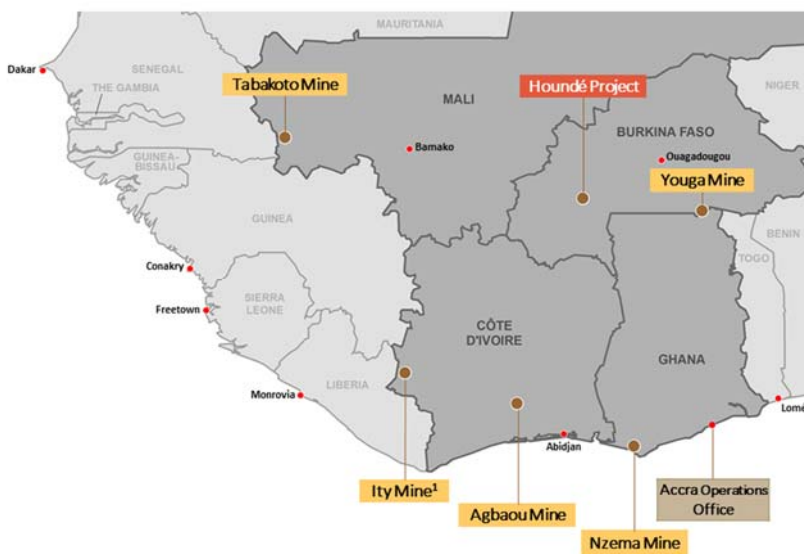 MAURITANIA
Dakar
SENEGAL
THE GAMBIA
Tabakoto Mine
MALI
Houndé Project
NIGER
BURKINA FASO
Bamako
Ouagadougou
GUINEA-
BISSAU
Youga Mine
GUINEA
BENIN
TOGO
Conakry
SIERRA
LEONE
Freetown
CÔTE
D'IVOIRE
GHANA
LIBERIA
Monrovia
Lomé
Abidjan
Ity Mine¹
Agbaou Mine
Nzema Mine
Accra Operations
Office